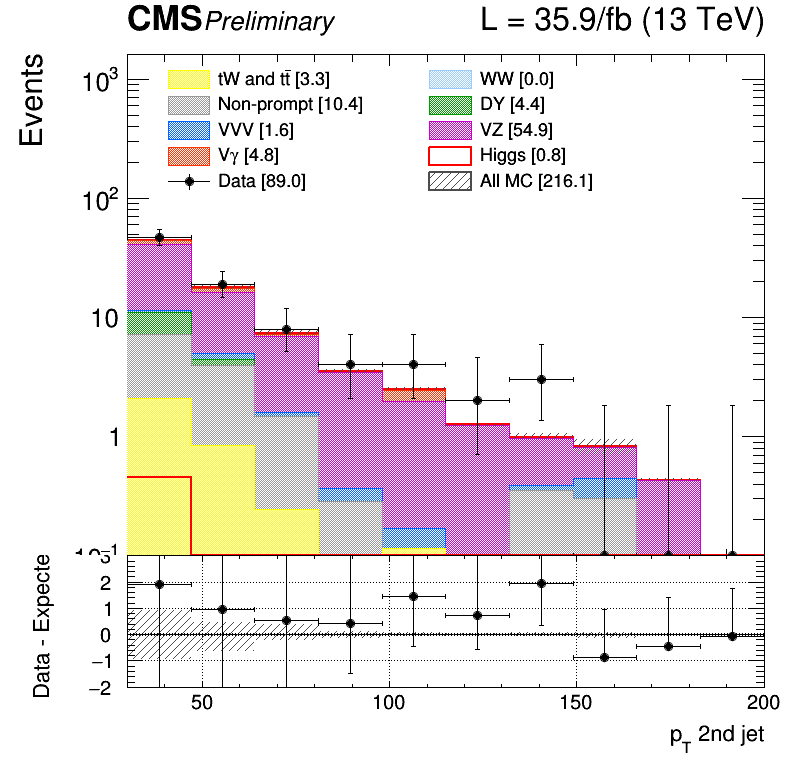 CMS Preliminary L = 35.9/fb (13 TeV)
Events
10³
10²
10
1
tW and tt̄ [3.3]
Non-prompt [10.4]
VVV [1.6]
Vγ [4.8]
Data [89.0]
WW [0.0]
DY [4.4]
VZ [54.9]
Higgs [0.8]
All MC [216.1]
Data - Expecte
2
1
0
−1
−2
50 100 150 200
p_T 2nd jet